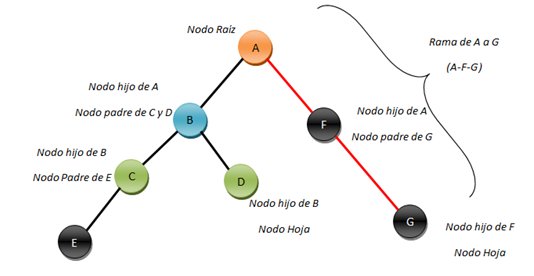 Nodo Raíz
A
Rama de A a G
(A-F-G)
Nodo hijo de A
Nodo padre de C y D
B
F
Nodo hijo de A
Nodo padre de G
Nodo hijo de B
Nodo Padre de E
C
D
Nodo hijo de B
Nodo Hoja
E
G
Nodo hijo de F
Nodo Hoja